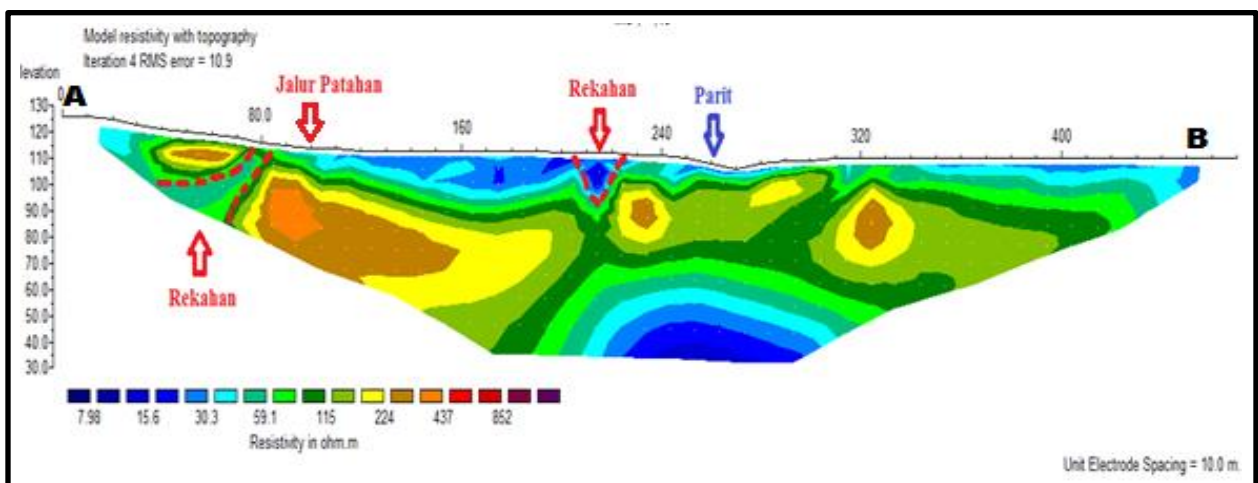 Model resistivity with topography
Iteration 4 RMS error = 10.9
levation
0
A
Jalur Patahan
Rekahan
Parit
B
80.0
160
240
320
400
130
120
110
100
90.0
80.0
70.0
60.0
50.0
40.0
30.0
Rekahan
7.98 15.6 30.3 59.1 115 224 437 852
Resistivity in ohm.m
Unit Electrode Spacing = 10.0 m.